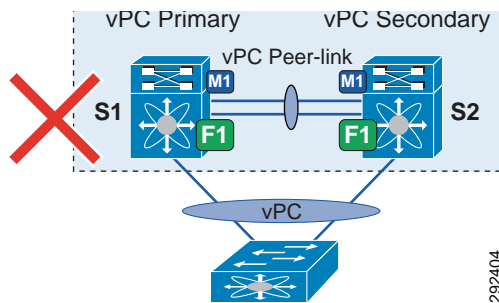 vPC Primary
vPC Secondary
vPC Peer-link
M1
M1
S1
S2
F1
F1
vPC
292404